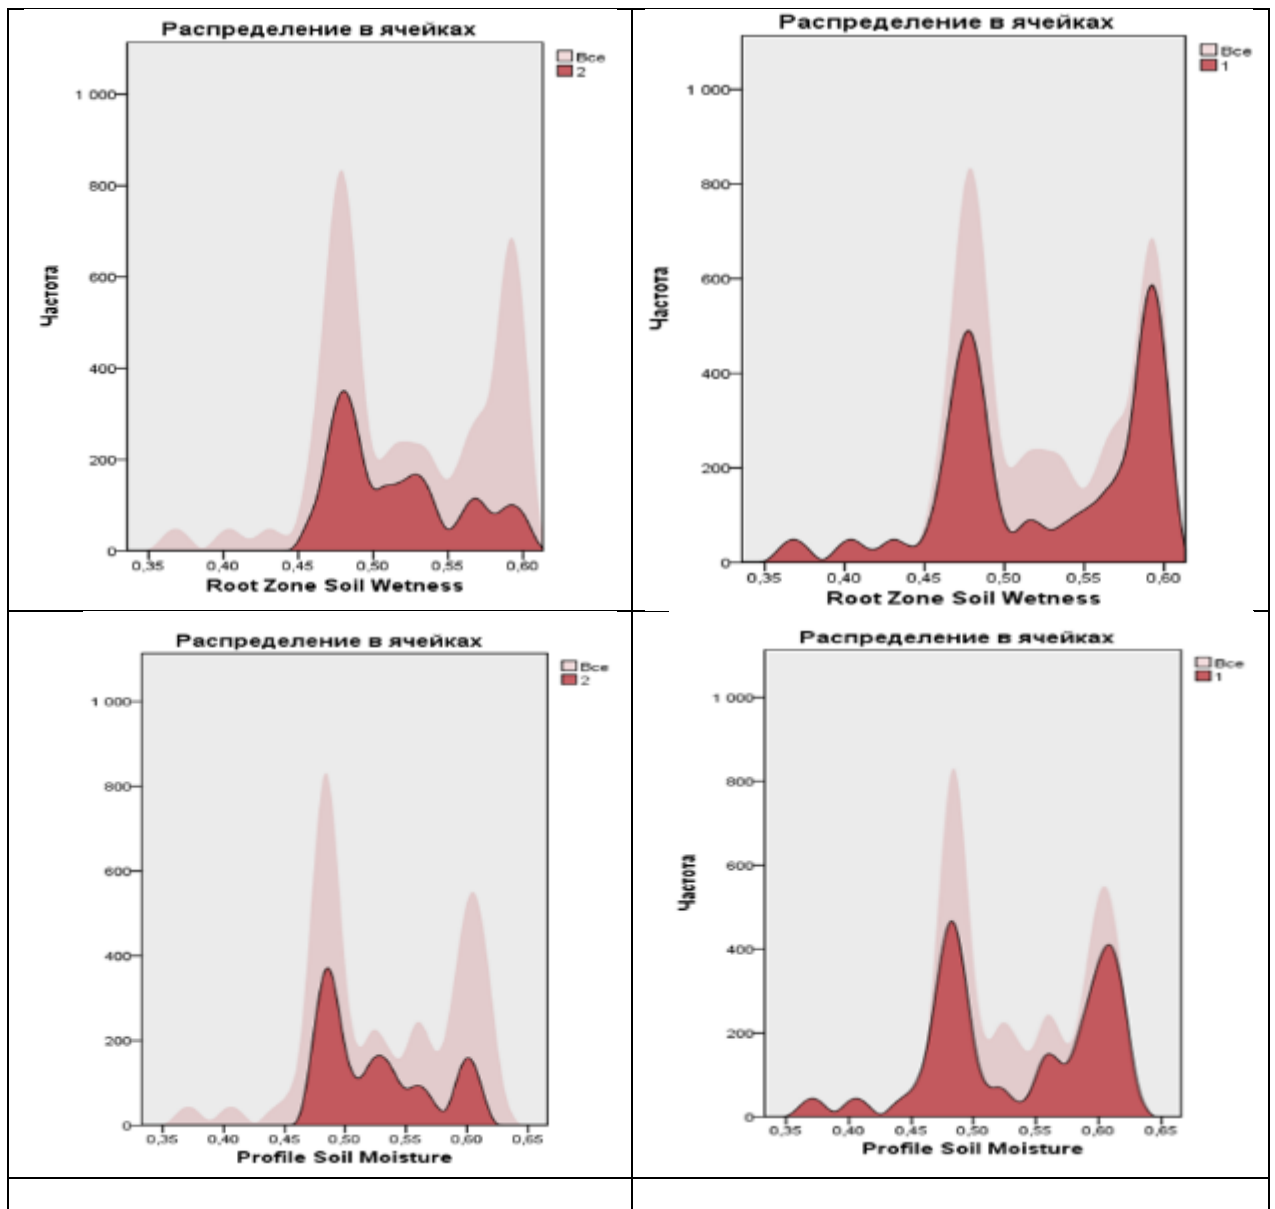 Распределение в ячейках
Все
2
1 000
800
600
400
200
0
Частота
0,35 0,40 0,45 0,50 0,55 0,60
Root Zone Soil Wetness
Распределение в ячейках
Все
1
1 000
800
600
400
200
0
Частота
0,35 0,40 0,45 0,50 0,55 0,60
Root Zone Soil Wetness
Распределение в ячейках
Все
2
1 000
800
600
400
200
0
0,35 0,40 0,45 0,50 0,55 0,60 0,65
Profile Soil Moisture
Распределение в ячейках
Все
1
1 000
800
600
400
200
0
Частота
0,35 0,40 0,45 0,50 0,55 0,60 0,65
Profile Soil Moisture